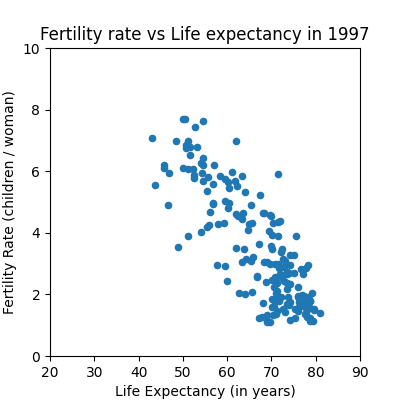 Fertility rate vs Life expectancy in 1997
10
8
6
4
2
0
Fertility Rate (children / woman)
20 30 40 50 60 70 80 90
Life Expectancy (in years)